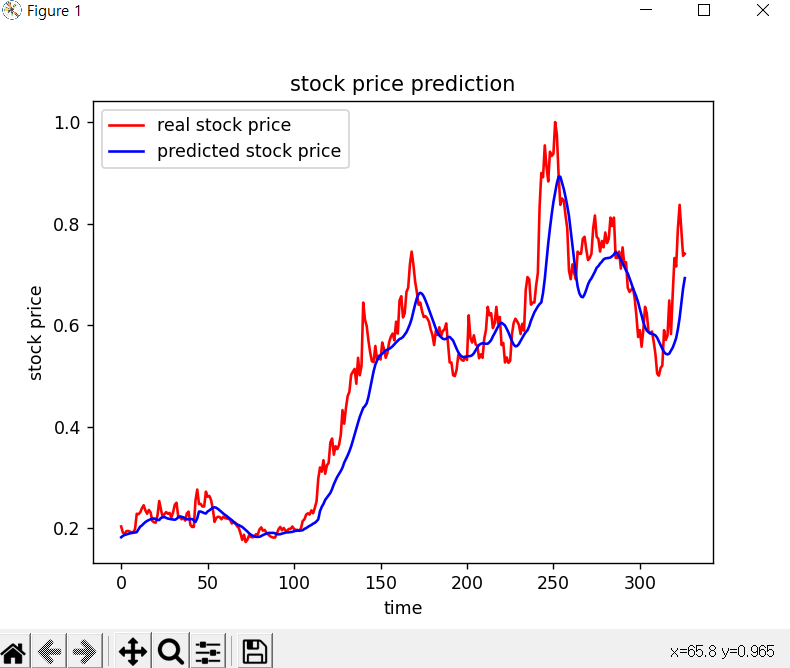 Figure 1
stock price prediction
real stock price
predicted stock price
1.0
0.8
0.6
0.4
0.2
stock price
0 50 100 150 200 250 300
time
x=65.8 y=0.965